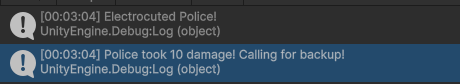 [00:03:04] Electrocuted Police!
UnityEngine.Debug:Log (object)
[00:03:04] Police took 10 damage! Calling for backup!
UnityEngine.Debug:Log (object)